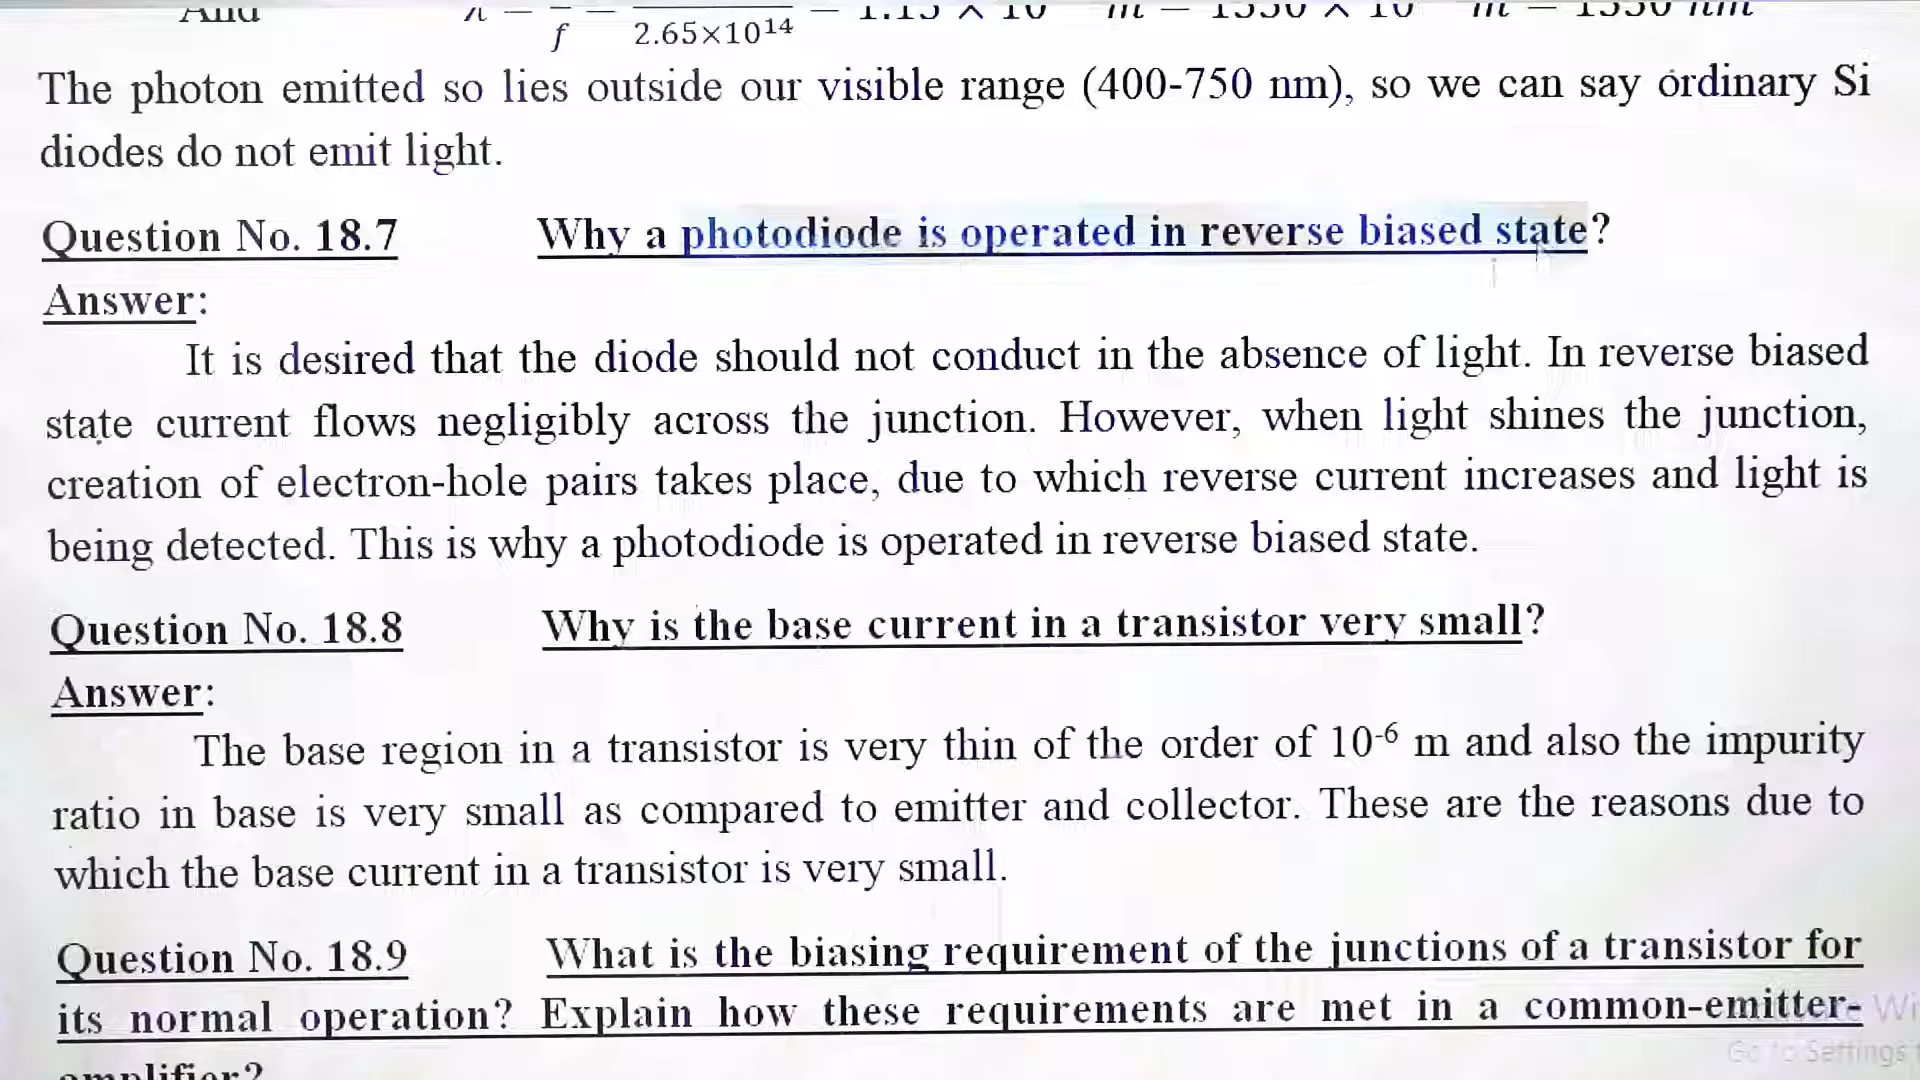 f 2.65×10¹⁴
The photon emitted so lies outside our visible range (400-750 nm), so we can say ordinary Si
diodes do not emit light.
Question No. 18.7 Why a photodiode is operated in reverse biased state?
Answer:
It is desired that the diode should not conduct in the absence of light. In reverse biased
state current flows negligibly across the junction. However, when light shines the junction,
creation of electron-hole pairs takes place, due to which reverse current increases and light is
being detected. This is why a photodiode is operated in reverse biased state.
Question No. 18.8 Why is the base current in a transistor very small?
Answer:
The base region in a transistor is very thin of the order of 10⁻⁶ m and also the impurity
ratio in base is very small as compared to emitter and collector. These are the reasons due to
which the base current in a transistor is very small.
Question No. 18.9 What is the biasing requirement of the junctions of a transistor for
its normal operation? Explain how these requirements are met in a common-emitter-
amplifier?
Go to Settings